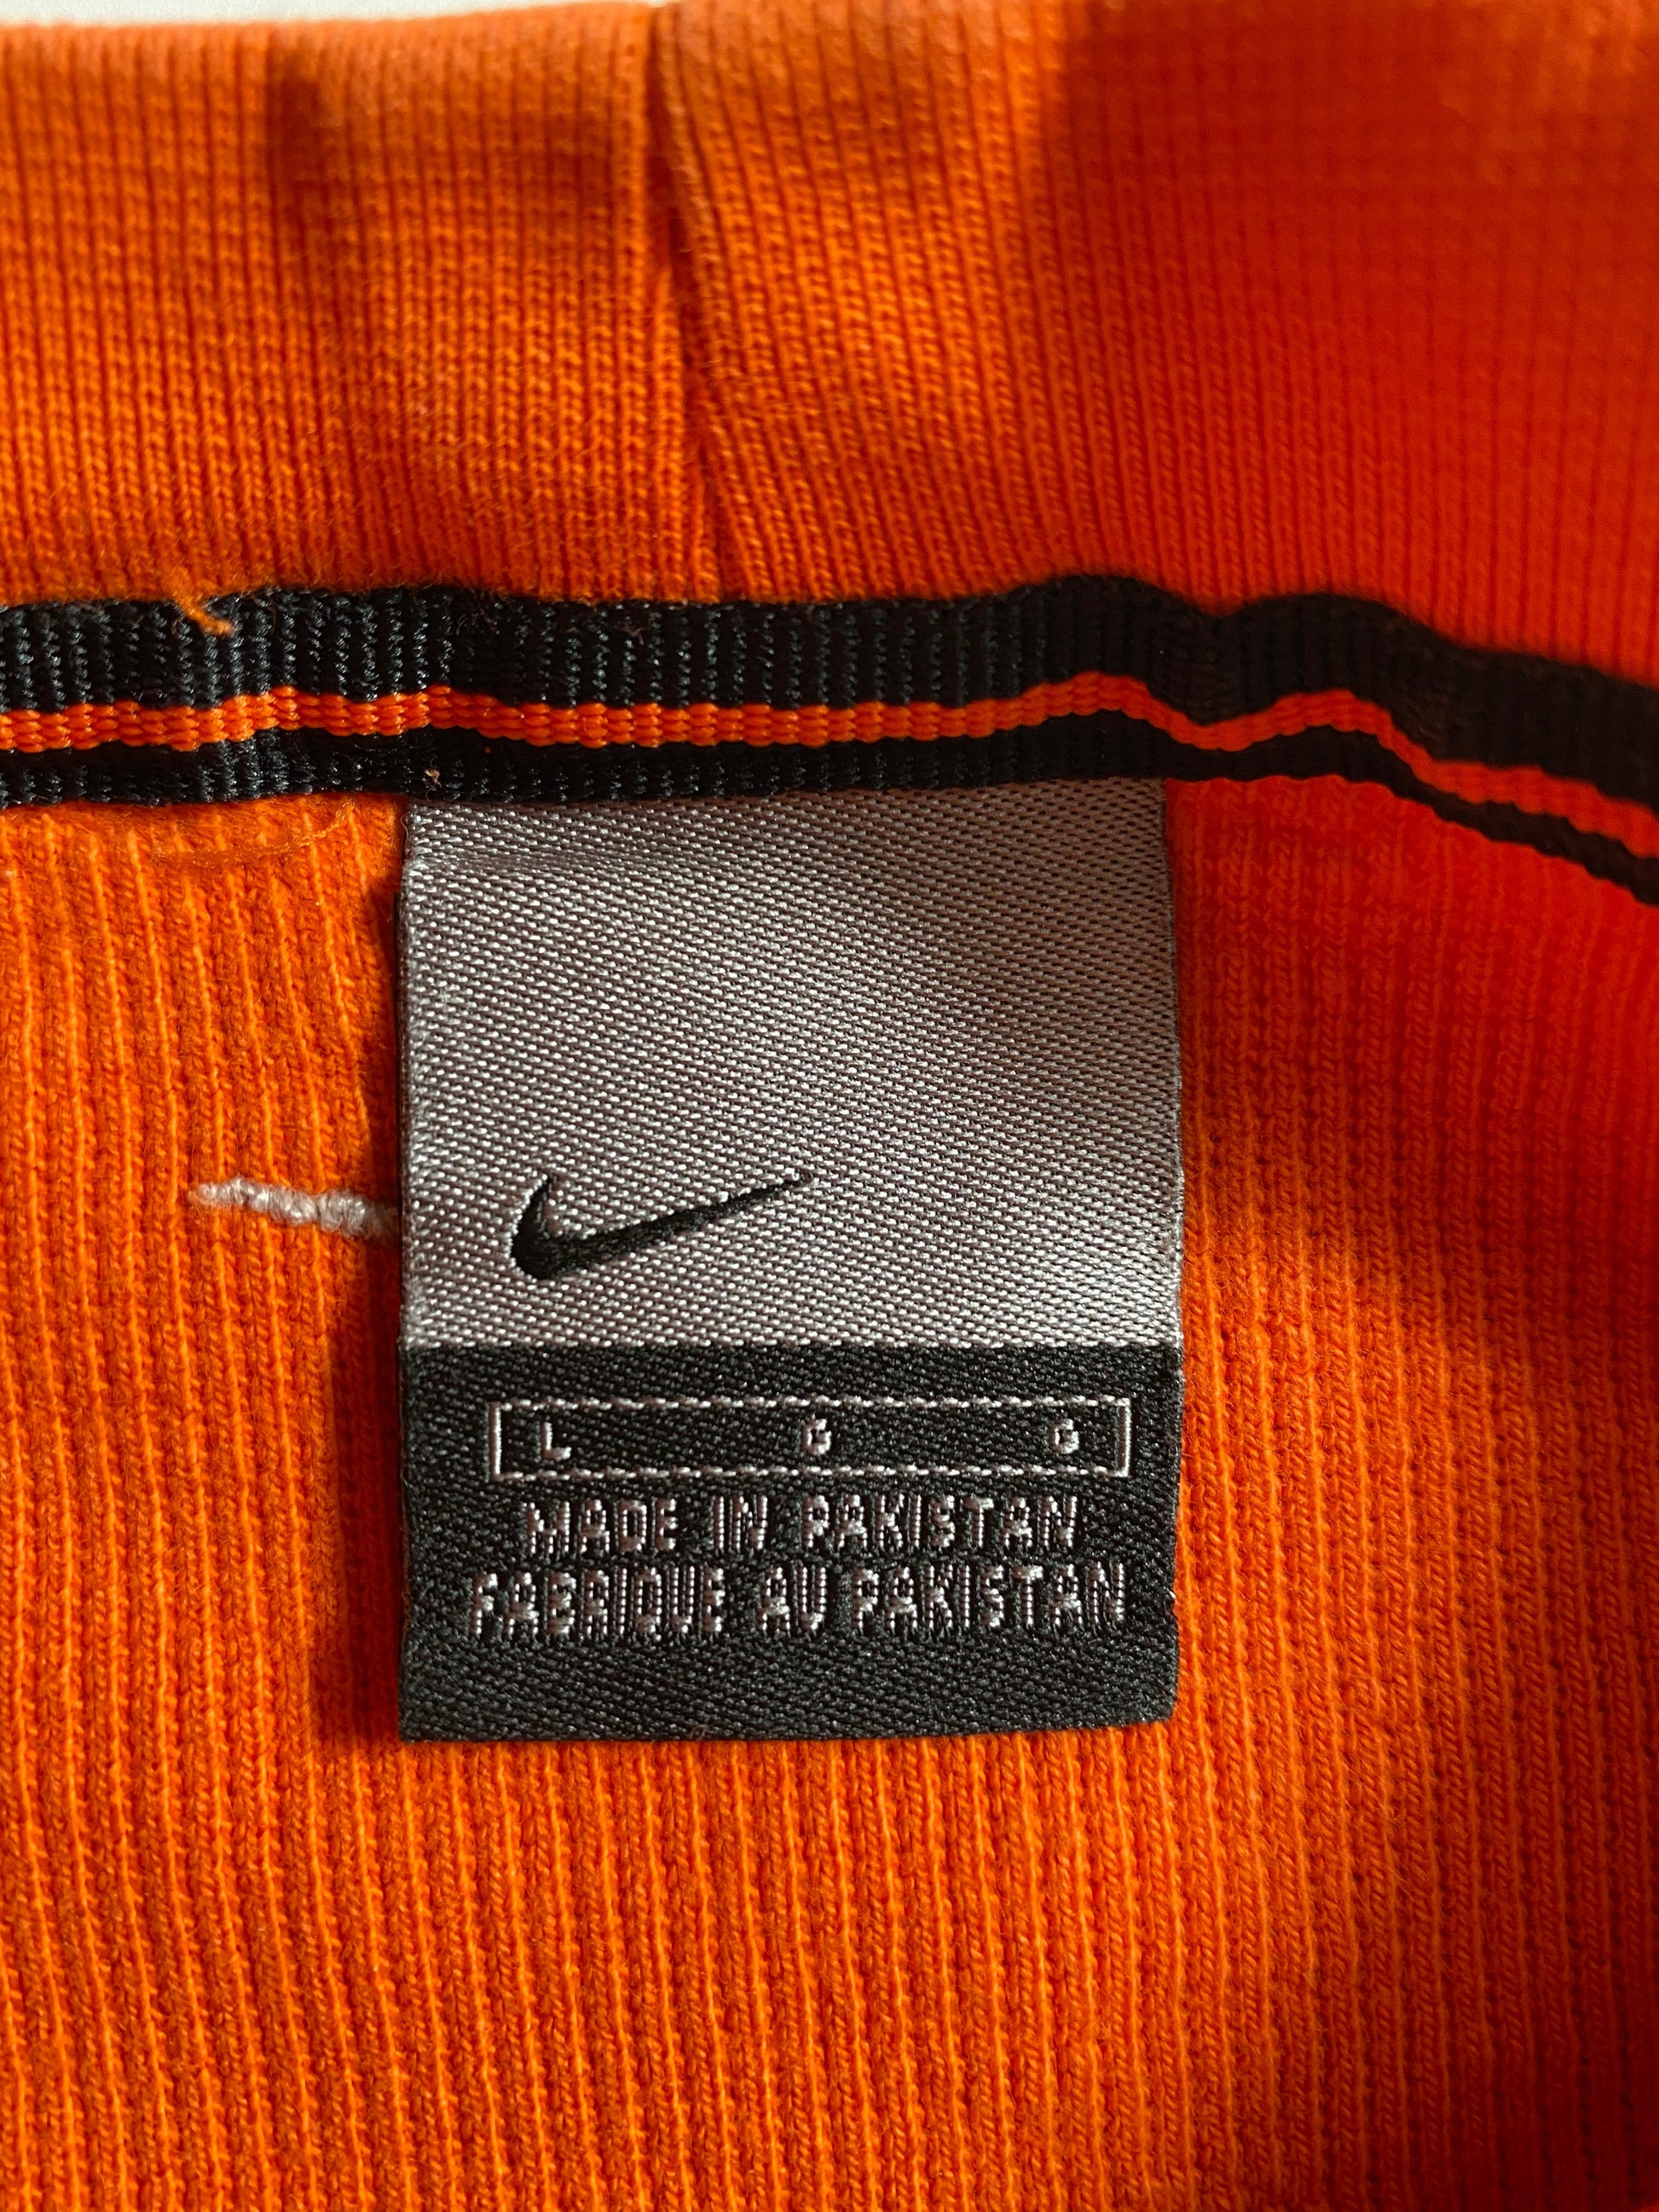 L G G
MADE IN PAKISTAN
FABRIQUE AU PAKISTAN